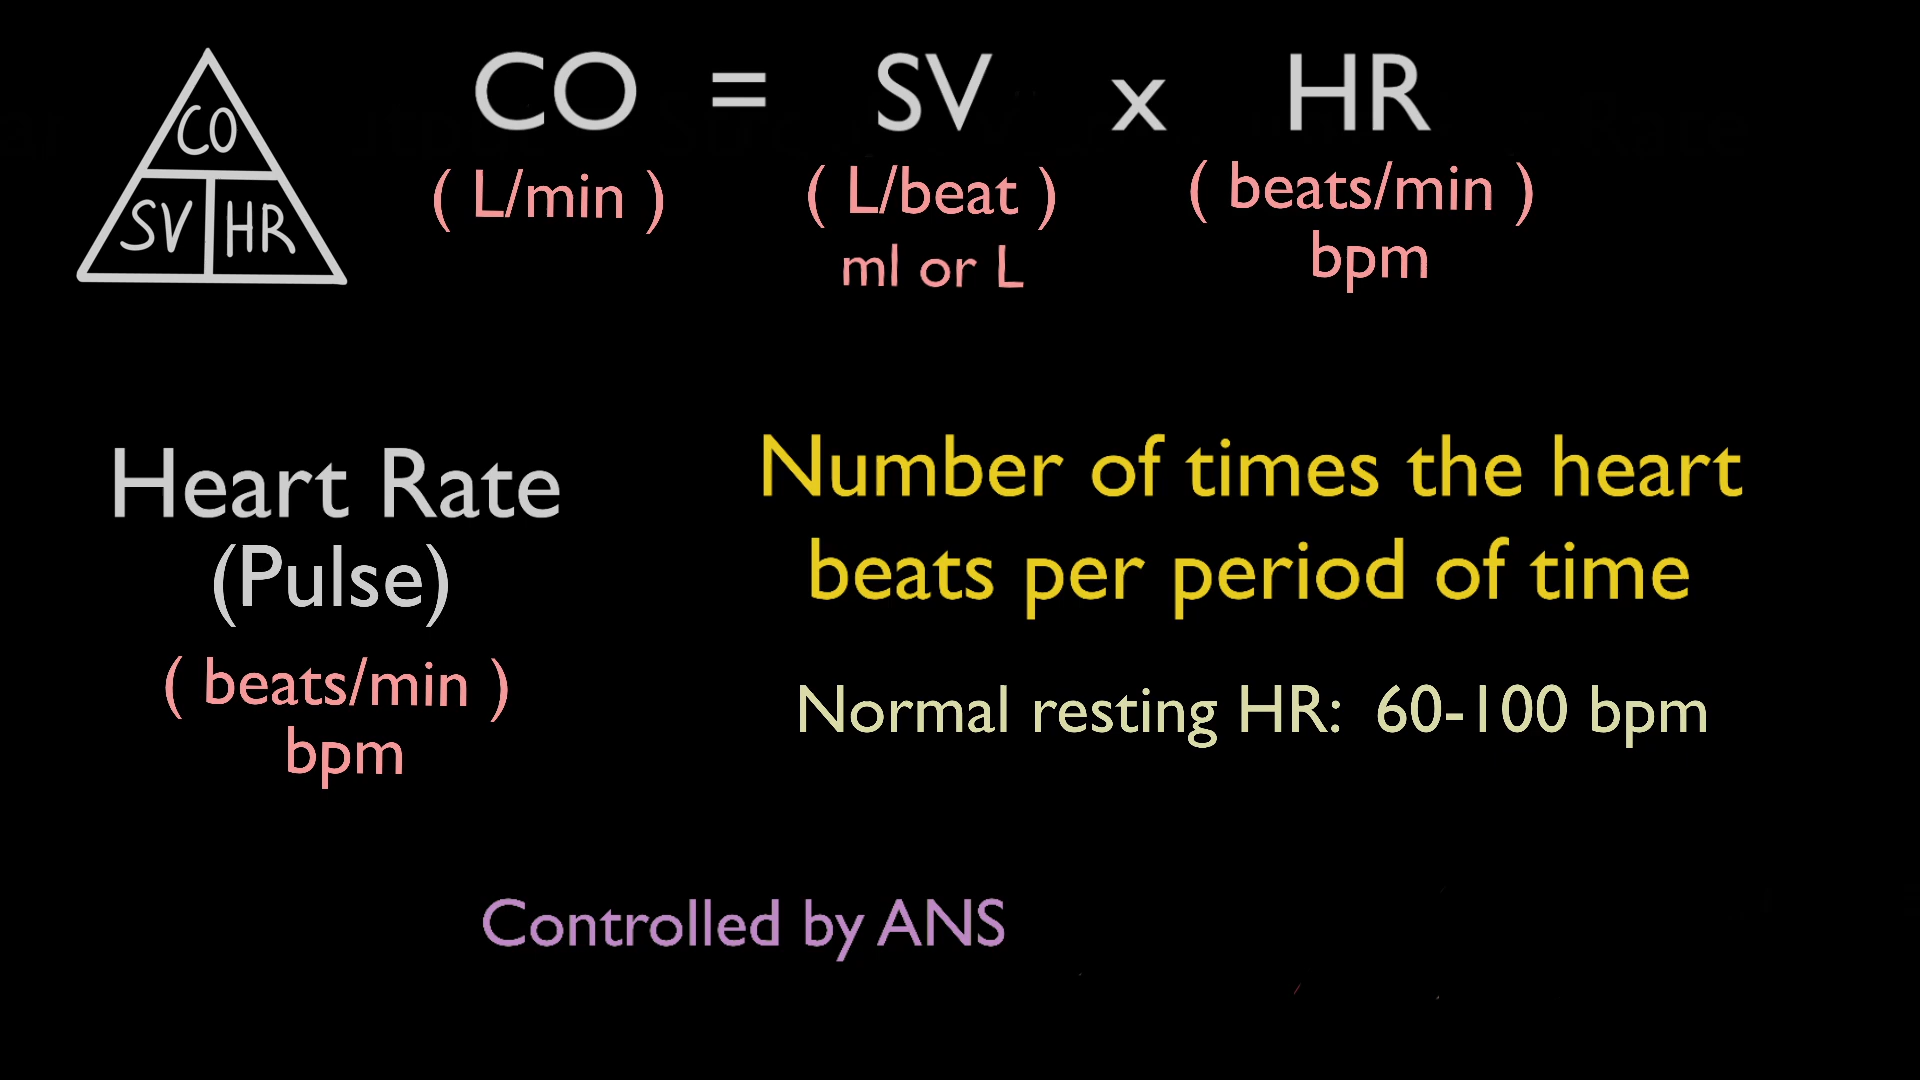 CO
SV HR
CO = SV x HR
( L/min ) ( L/beat ) ( beats/min )
ml or L bpm
Heart Rate
(Pulse)
( beats/min )
bpm
Number of times the heart
beats per period of time
Normal resting HR: 60-100 bpm
Controlled by ANS